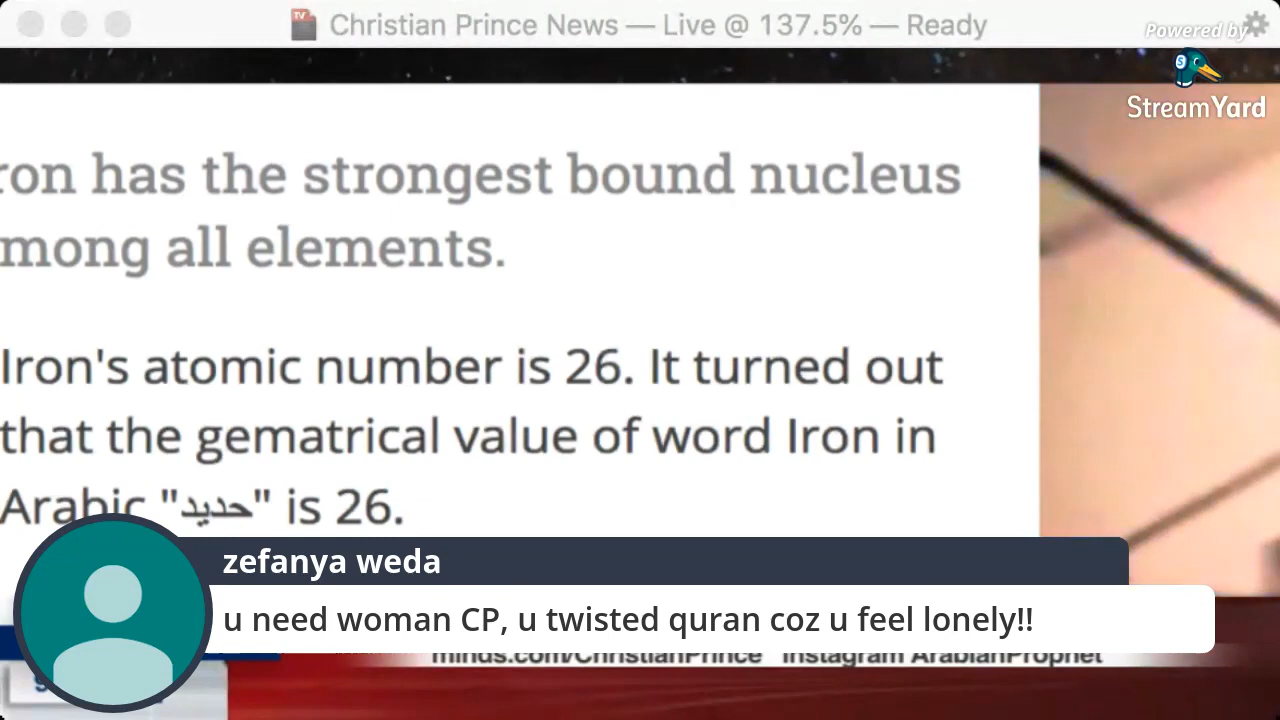 Christian Prince News — Live @ 137.5% — Ready
Powered by
StreamYard
ron has the strongest bound nucleus
mong all elements.
Iron's atomic number is 26. It turned out
that the gematrical value of word Iron in
Arabic "حديد" is 26.
zefanya weda
u need woman CP, u twisted quran coz u feel lonely!!
minds.com/ChristianPrince Instagram ArabianProphet